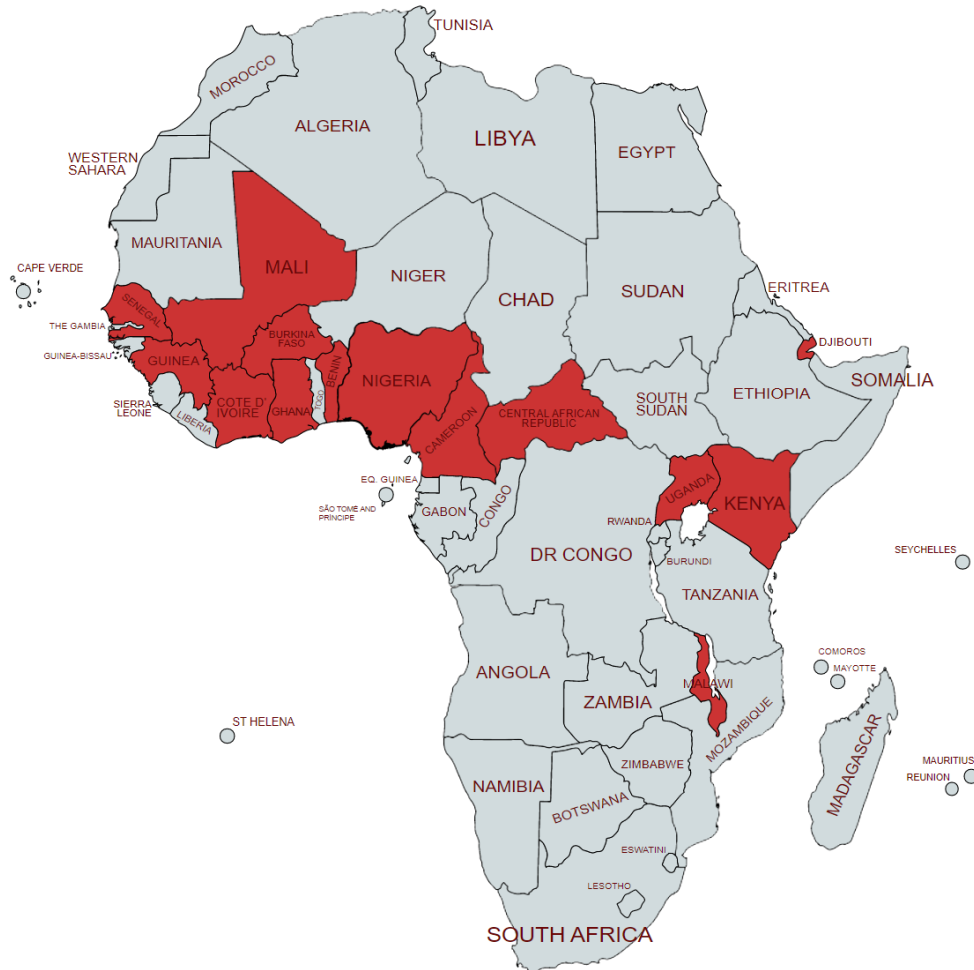 TUNISIA
MOROCCO
ALGERIA
LIBYA
EGYPT
WESTERN
SAHARA
MAURITANIA
MALI
NIGER
CHAD
SUDAN
ERITREA
CAPE VERDE
SENEGAL
THE GAMBIA
GUINEA-BISSAU
GUINEA
BURKINA
FASO
BENIN
NIGERIA
DJIBOUTI
SOMALIA
ETHIOPIA
SOUTH
SUDAN
SIERRA
LEONE
LIBERIA
COTE D'
IVOIRE
GHANA
TOGO
CAMEROON
CENTRAL AFRICAN
REPUBLIC
EQ. GUINEA
SÃO TOMÉ AND
PRÍNCIPE
GABON
CONGO
UGANDA
KENYA
RWANDA
BURUNDI
DR CONGO
TANZANIA
SEYCHELLES
COMOROS
MAYOTTE
ANGOLA
ZAMBIA
MALAWI
MOZAMBIQUE
MADAGASCAR
ST HELENA
ZIMBABWE
NAMIBIA
BOTSWANA
MAURITIUS
REUNION
ESWATINI
LESOTHO
SOUTH AFRICA